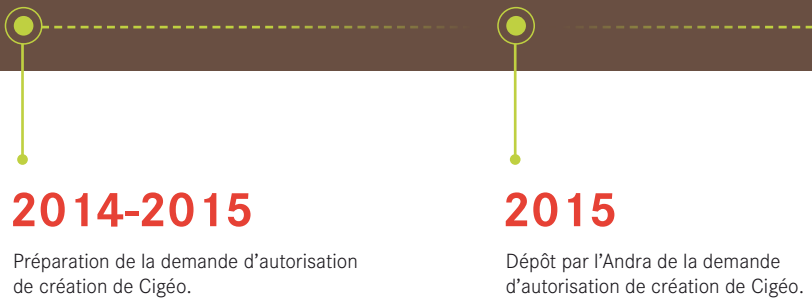 2014-2015
Préparation de la demande d’autorisation
de création de Cigéo.
2015
Dépôt par l’Andra de la demande
d’autorisation de création de Cigéo.